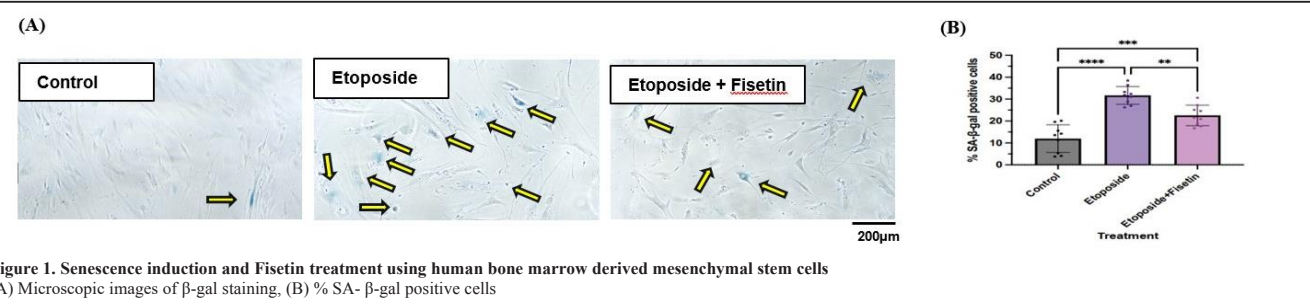 (A)
Control
Etoposide
Etoposide + Fisetin
200µm
(B)
% SA-β-gal positive cells
50
40
30
20
10
0
****
***
**
Control
Etoposide
Etoposide+Fisetin
Treatment
igure 1. Senescence induction and Fisetin treatment using human bone marrow derived mesenchymal stem cells
A) Microscopic images of β-gal staining, (B) % SA- β-gal positive cells